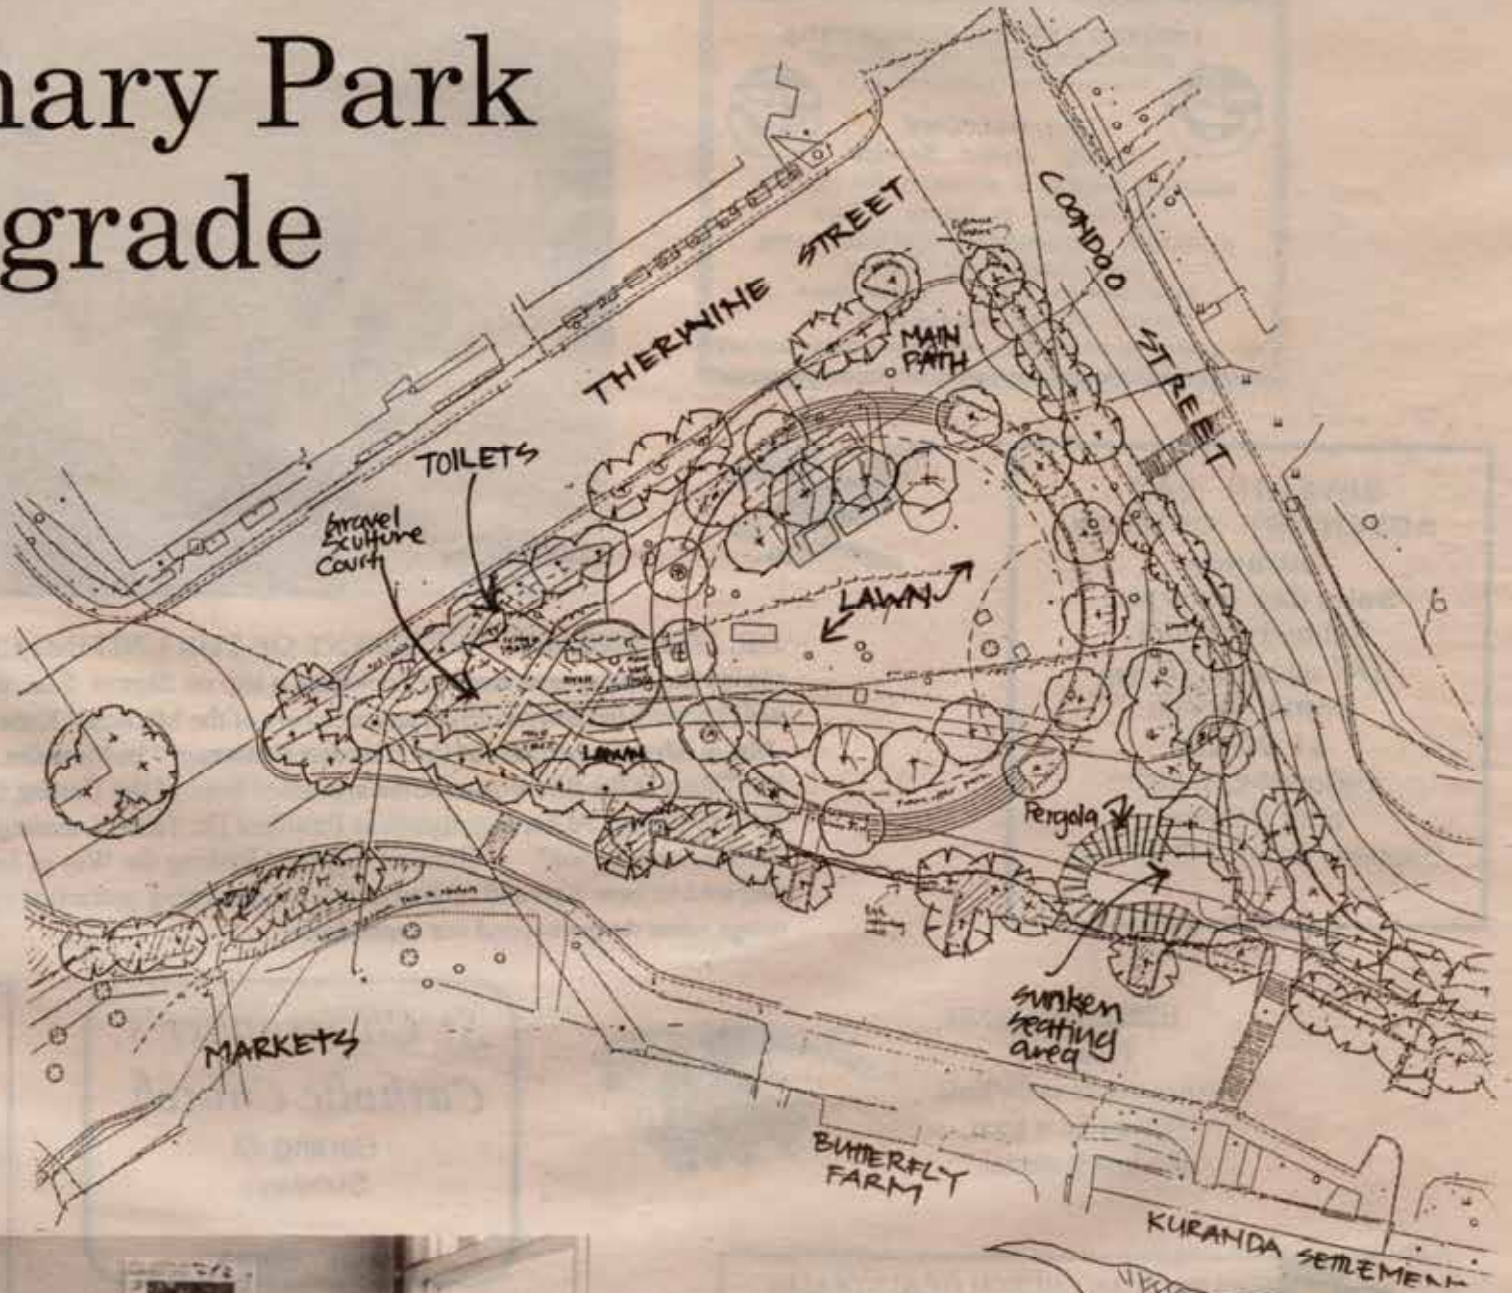 nary Park
grade
THERWINE STREET
COONDOO STREET
MAIN
PATH
TOILETS
Gravel
Sculture
Court
LAWN
LAWN
Pergola
sunken
seating
area
MARKETS
BUTTERFLY
FARM
KURANDA SETTLEMENT